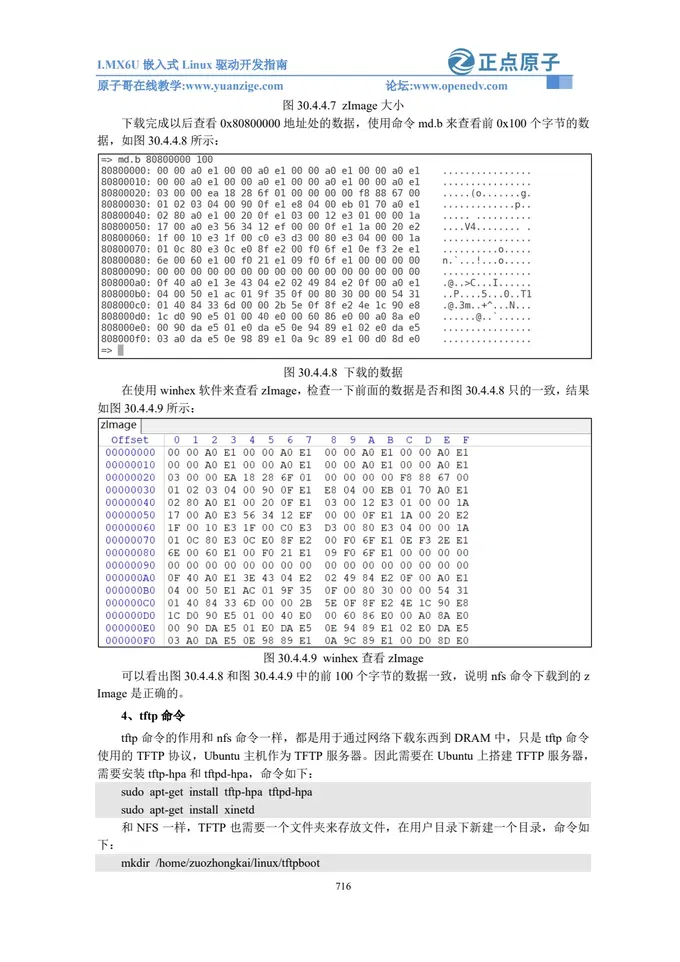 I.MX6U 嵌入式 Linux 驱动开发指南
正点原子
原子哥在线教学:www.yuanzige.com 论坛:www.openedv.com
图 30.4.4.7 zImage 大小
下载完成以后查看 0x80800000 地址处的数据，使用命令 md.b 来查看前 0x100 个字节的数
据，如图 30.4.4.8 所示：
=> md.b 80800000 100
80800000: 00 00 a0 e1 00 00 a0 e1 00 00 a0 e1 00 00 a0 e1 ................
80800010: 00 00 a0 e1 00 00 a0 e1 00 00 a0 e1 00 00 a0 e1 ................
80800020: 03 00 00 ea 18 28 6f 01 00 00 00 00 f8 88 67 00 .....(o.......g.
80800030: 01 02 03 04 00 90 0f e1 e8 04 00 eb 01 70 a0 e1 .............p..
80800040: 02 80 a0 e1 00 20 0f e1 03 00 12 e3 01 00 00 1a ..... ..........
80800050: 17 00 a0 e3 56 34 12 ef 00 00 0f e1 1a 00 20 e2 ....V4........ .
80800060: 1f 00 10 e3 1f 00 c0 e3 d3 00 80 e3 04 00 00 1a ................
80800070: 01 0c 80 e3 0c e0 8f e2 00 f0 6f e1 0e f3 2e e1 ..........o.....
80800080: 6e 00 60 e1 00 f0 21 e1 09 f0 6f e1 00 00 00 00 n.`...!...o.....
80800090: 00 00 00 00 00 00 00 00 00 00 00 00 00 00 00 00 ................
808000a0: 0f 40 a0 e1 3e 43 04 e2 02 49 84 e2 0f 00 a0 e1 .@..>C...I......
808000b0: 04 00 50 e1 ac 01 9f 35 0f 00 80 30 00 00 54 31 ..P....5...0..T1
808000c0: 01 40 84 33 6d 00 00 2b 5e 0f 8f e2 4e 1c 90 e8 .@.3m..+^...N...
808000d0: 1c d0 90 e5 01 00 40 e0 00 60 86 e0 00 a0 8a e0 ......@..`......
808000e0: 00 90 da e5 01 e0 da e5 0e 94 89 e1 02 e0 da e5 ................
808000f0: 03 a0 da e5 0e 98 89 e1 0a 9c 89 e1 00 d0 8d e0 ................
=>
图 30.4.4.8 下载的数据
在使用 winhex 软件来查看 zImage，检查一下前面的数据是否和图 30.4.4.8 只的一致，结果
如图 30.4.4.9 所示：
zImage
Offset 0 1 2 3 4 5 6 7 8 9 A B C D E F
00000000 00 00 A0 E1 00 00 A0 E1 00 00 A0 E1 00 00 A0 E1
00000010 00 00 A0 E1 00 00 A0 E1 00 00 A0 E1 00 00 A0 E1
00000020 03 00 00 EA 18 28 6F 01 00 00 00 00 F8 88 67 00
00000030 01 02 03 04 00 90 0F E1 E8 04 00 EB 01 70 A0 E1
00000040 02 80 A0 E1 00 20 0F E1 03 00 12 E3 01 00 00 1A
00000050 17 00 A0 E3 56 34 12 EF 00 00 0F E1 1A 00 20 E2
00000060 1F 00 10 E3 1F 00 C0 E3 D3 00 80 E3 04 00 00 1A
00000070 01 0C 80 E3 0C E0 8F E2 00 F0 6F E1 0E F3 2E E1
00000080 6E 00 60 E1 00 F0 21 E1 09 F0 6F E1 00 00 00 00
00000090 00 00 00 00 00 00 00 00 00 00 00 00 00 00 00 00
000000A0 0F 40 A0 E1 3E 43 04 E2 02 49 84 E2 0F 00 A0 E1
000000B0 04 00 50 E1 AC 01 9F 35 0F 00 80 30 00 00 54 31
000000C0 01 40 84 33 6D 00 00 2B 5E 0F 8F E2 4E 1C 90 E8
000000D0 1C D0 90 E5 01 00 40 E0 00 60 86 E0 00 A0 8A E0
000000E0 00 90 DA E5 01 E0 DA E5 0E 94 89 E1 02 E0 DA E5
000000F0 03 A0 DA E5 0E 98 89 E1 0A 9C 89 E1 00 D0 8D E0
图 30.4.4.9 winhex 查看 zImage
可以看出图 30.4.4.8 和图 30.4.4.9 中的前 100 个字节的数据一致，说明 nfs 命令下载到的 z
Image 是正确的。
4、tftp 命令
tftp 命令的作用和 nfs 命令一样，都是用于通过网络下载东西到 DRAM 中，只是 tftp 命令
使用的 TFTP 协议，Ubuntu 主机作为 TFTP 服务器。因此需要在 Ubuntu 上搭建 TFTP 服务器，
需要安装 tftp-hpa 和 tftpd-hpa，命令如下：
sudo apt-get install tftp-hpa tftpd-hpa
sudo apt-get install xinetd
和 NFS 一样，TFTP 也需要一个文件夹来存放文件，在用户目录下新建一个目录，命令如
下：
mkdir /home/zuozhongkai/linux/tftpboot
716